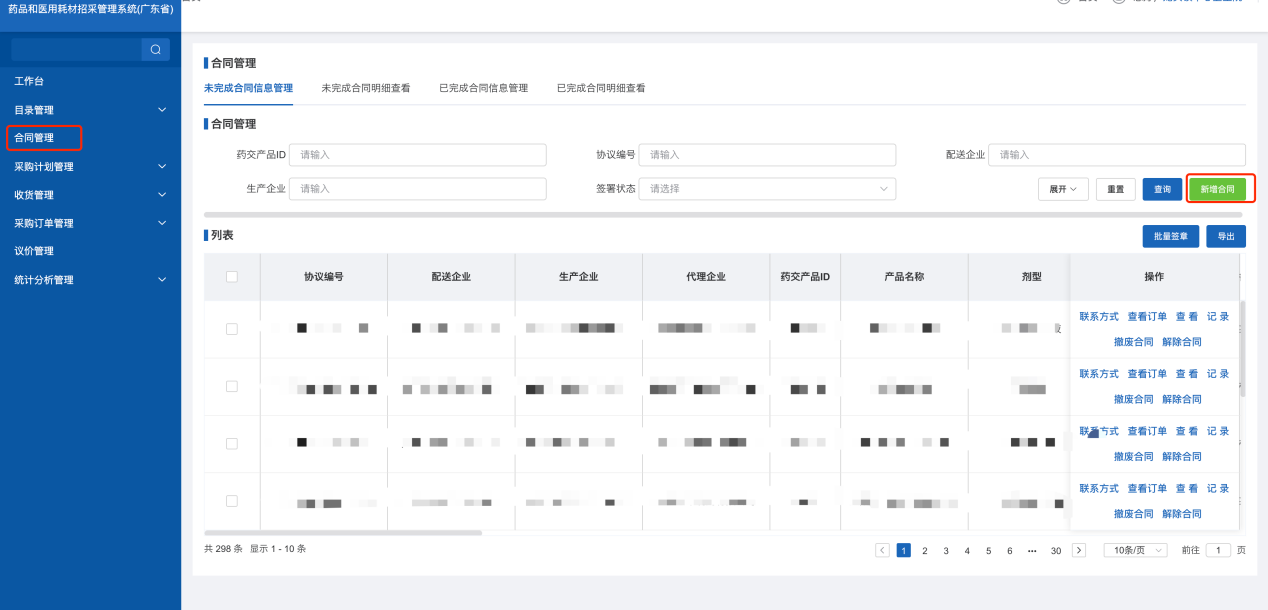 药品和医用耗材招采管理系统(广东省)
工作台
目录管理
合同管理
采购计划管理
收货管理
采购订单管理
议价管理
统计分析管理
合同管理
未完成合同信息管理 未完成合同明细查看 已完成合同信息管理 已完成合同明细查看
合同管理
药交产品ID 请输入 协议编号 请输入 配送企业 请输入
生产企业 请输入 签署状态 请选择 展开 重置 查询 新增合同
列表 批量签章 导出
协议编号 配送企业 生产企业 代理企业 药交产品ID 产品名称 剂型 操作
联系方式 查看订单 查 看 记 录
撤废合同 解除合同
联系方式 查看订单 查 看 记 录
撤废合同 解除合同
联系方式 查看订单 查 看 记 录
撤废合同 解除合同
联系方式 查看订单 查 看 记 录
撤废合同 解除合同
共 298 条 显示 1 - 10 条 1 2 3 4 5 6 ••• 30 10条/页 前往 1 页